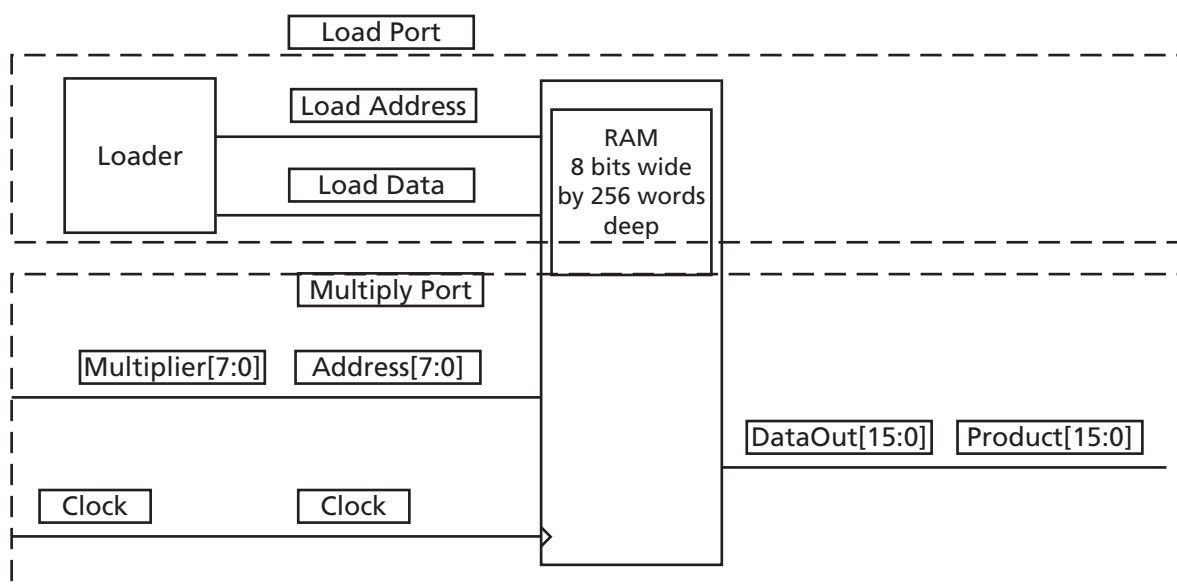 Load Port
Load Address
Loader
RAM
8 bits wide
by 256 words
deep
Load Data
Multiply Port
Multiplier[7:0]
Address[7:0]
DataOut[15:0]
Product[15:0]
Clock
Clock